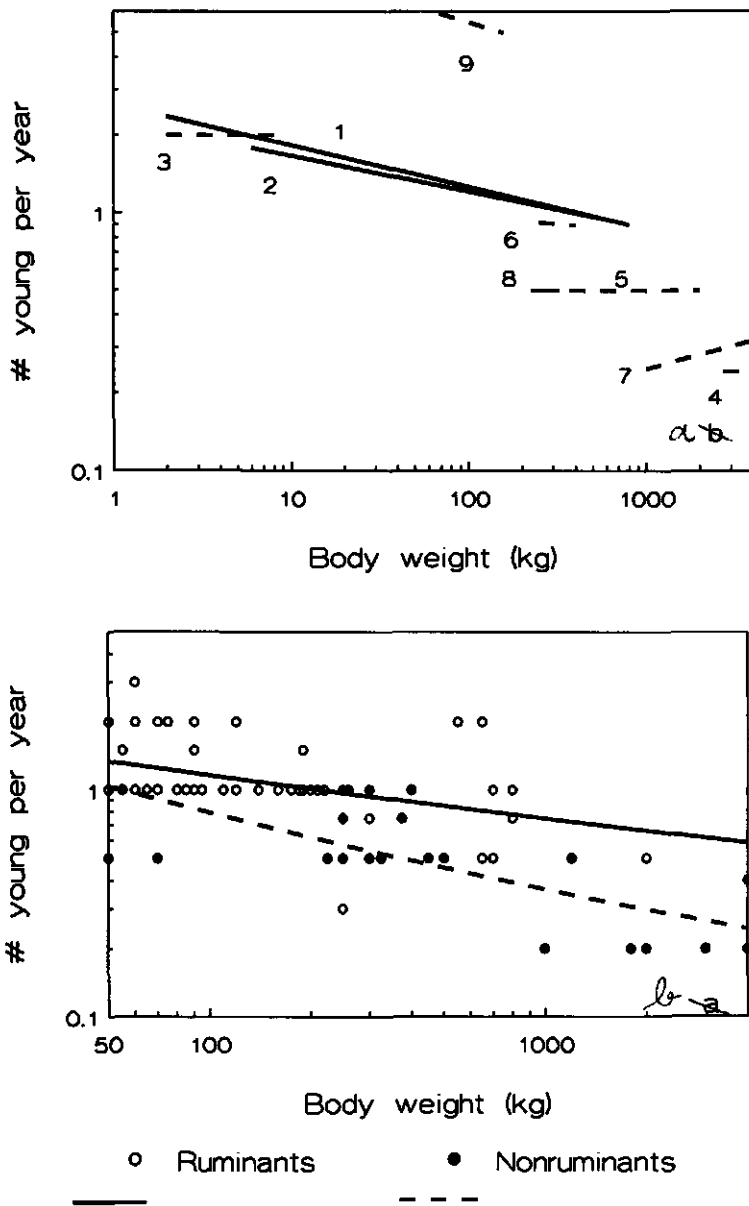 # young per year
1
0.1
9
1
3
2
6
8
5
7
4
a b
1
10
100
1000
Body weight (kg)
# young per year
1
0.1
b a
50
100
1000
Body weight (kg)
Ruminants
Nonruminants